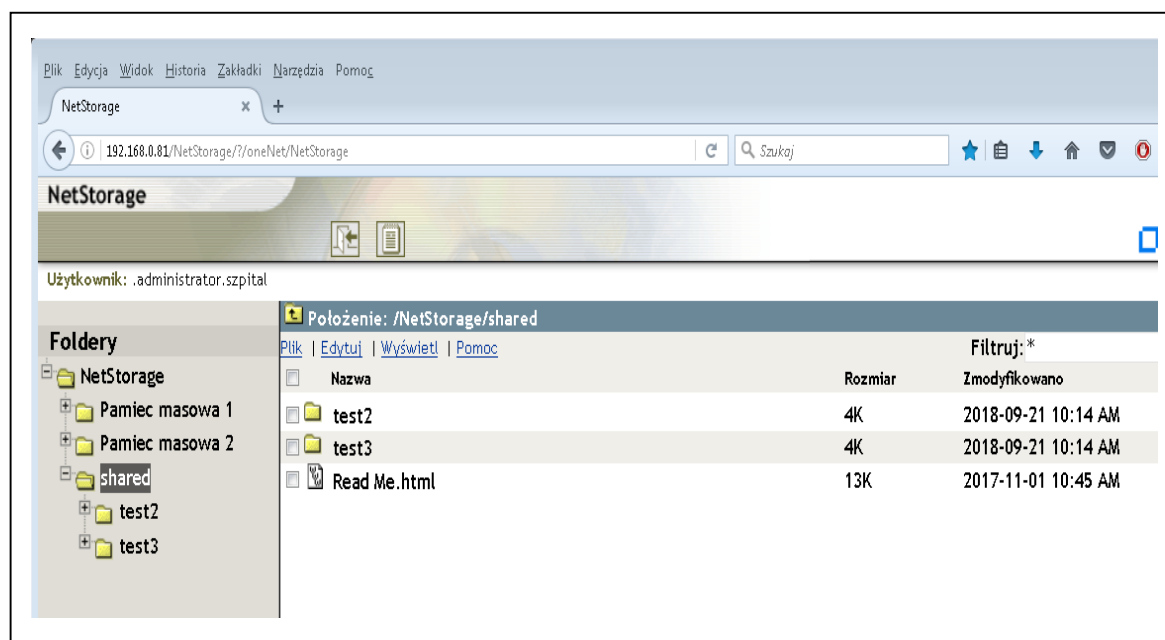 Plik Edycja Widok Historia Zakładki Narzędzia Pomoc
NetStorage × +
192.168.0.81/NetStorage/?/oneNet/NetStorage Szukaj
NetStorage
Użytkownik: .administrator.szpital
Foldery
NetStorage
Pamiec masowa 1
Pamiec masowa 2
shared
test2
test3
Położenie: /NetStorage/shared
Plik | Edytuj | Wyświetl | Pomoc Filtruj: *
Nazwa Rozmiar Zmodyfikowano
test2 4K 2018-09-21 10:14 AM
test3 4K 2018-09-21 10:14 AM
Read Me.html 13K 2017-11-01 10:45 AM